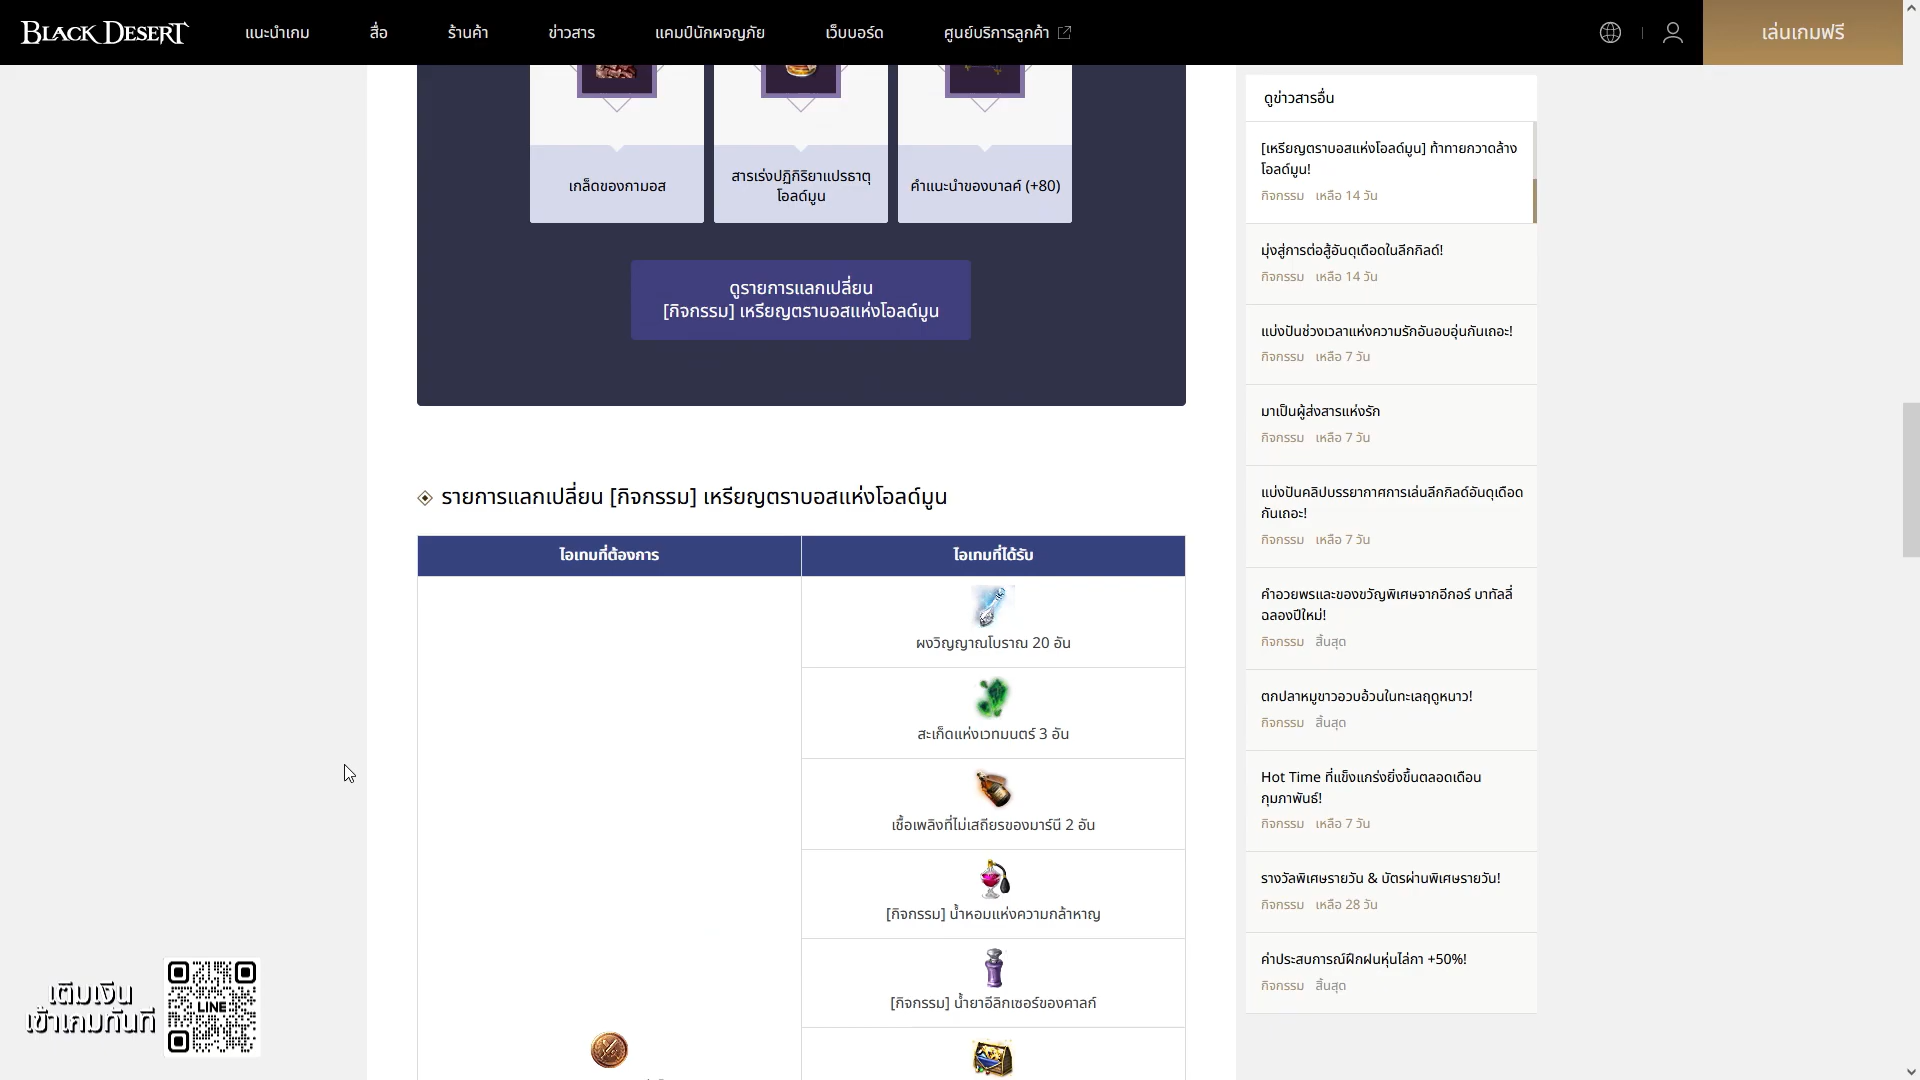 BLACK DESERT
แนะนำเกม
สื่อ
ร้านค้า
ข่าวสาร
แคมป์นักผจญภัย
เว็บบอร์ด
ศูนย์บริการลูกค้า
เล่นเกมฟรี
เกล็ดของกามอส
สารเร่งปฏิกิริยาแปรธาตุ
โอลด์มูน
คำแนะนำของบาลค์ (+80)
ดูรายการแลกเปลี่ยน
[กิจกรรม] เหรียญตราบอสแห่งโอลด์มูน
รายการแลกเปลี่ยน [กิจกรรม] เหรียญตราบอสแห่งโอลด์มูน
ไอเทมที่ต้องการ
ไอเทมที่ได้รับ
ผงวิญญาณโบราณ 20 อัน
สะเก็ดแห่งเวทมนตร์ 3 อัน
เชื้อเพลิงที่ไม่เสถียรของมาร์นี 2 อัน
[กิจกรรม] น้ำหอมแห่งความกล้าหาญ
[กิจกรรม] น้ำยาอีลิกเซอร์ของคาลก์
ดูข่าวสารอื่น
[เหรียญตราบอสแห่งโอลด์มูน] ท้าทายกวาดล้าง
โอลด์มูน!
กิจกรรม เหลือ 14 วัน
มุ่งสู่การต่อสู้อันดุเดือดในลีกกิลด์!
กิจกรรม เหลือ 14 วัน
แบ่งปันช่วงเวลาแห่งความรักอันอบอุ่นกันเถอะ!
กิจกรรม เหลือ 7 วัน
มาเป็นผู้ส่งสารแห่งรัก
กิจกรรม เหลือ 7 วัน
แบ่งปันคลิปบรรยากาศการเล่นลีกกิลด์อันดุเดือด
กันเถอะ!
กิจกรรม เหลือ 7 วัน
คำอวยพรและของขวัญพิเศษจากอีกอร์ บาทัลลี่
ฉลองปีใหม่!
กิจกรรม สิ้นสุด
ตกปลาหมูขาวอวบอ้วนในทะเลฤดูหนาว!
กิจกรรม สิ้นสุด
Hot Time ที่แข็งแกร่งยิ่งขึ้นตลอดเดือน
กุมภาพันธ์!
กิจกรรม เหลือ 7 วัน
รางวัลพิเศษรายวัน & บัตรผ่านพิเศษรายวัน!
กิจกรรม เหลือ 28 วัน
ค่าประสบการณ์ฝึกฝนหุ่นไล่กา +50%!
กิจกรรม สิ้นสุด
เติมเงิน
เข้าเกมทันที
LINE